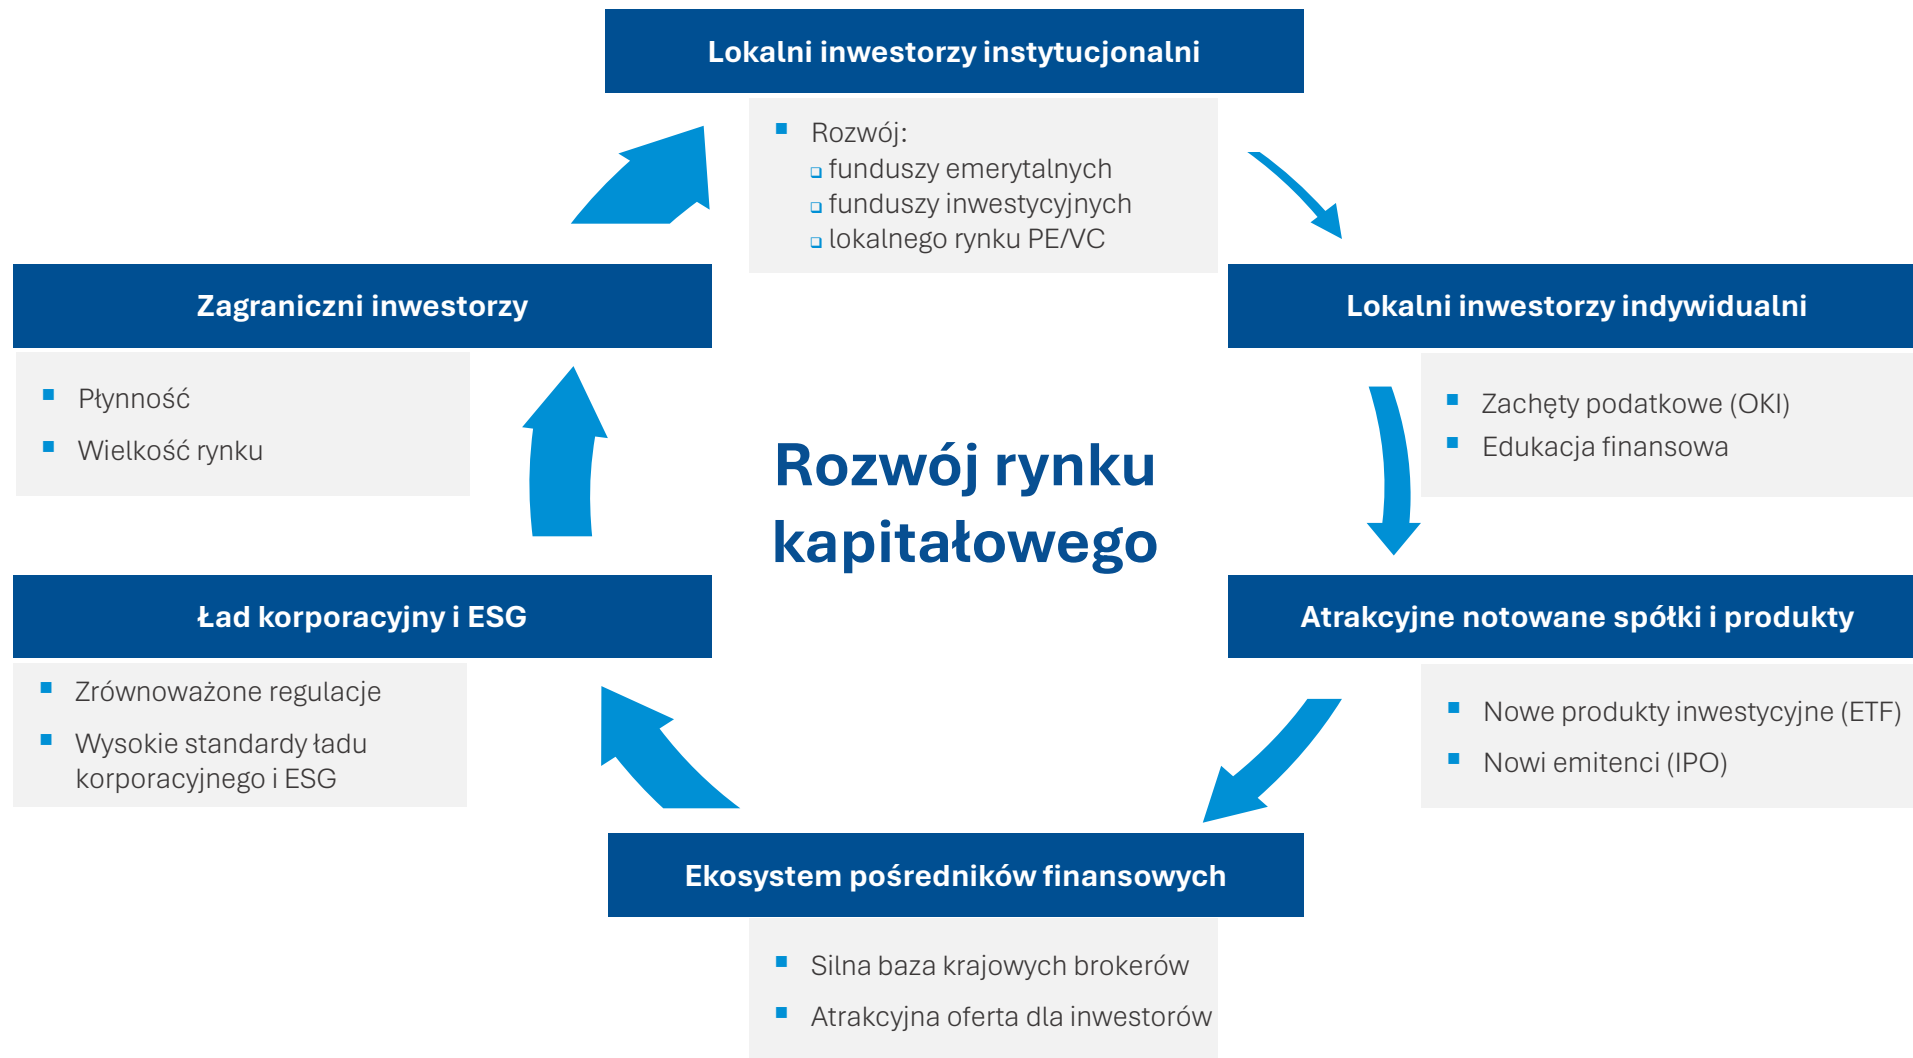 Lokalni inwestorzy instytucjonalni
Rozwój:
funduszy emerytalnych
funduszy inwestycyjnych
lokalnego rynku PE/VC
Lokalni inwestorzy indywidualni
Zachęty podatkowe (OKI)
Edukacja finansowa
Atrakcyjne notowane spółki i produkty
Nowe produkty inwestycyjne (ETF)
Nowi emitenci (IPO)
Ekosystem pośredników finansowych
Silna baza krajowych brokerów
Atrakcyjna oferta dla inwestorów
Ład korporacyjny i ESG
Zrównoważone regulacje
Wysokie standardy ładu
korporacyjnego i ESG
Zagraniczni inwestorzy
Płynność
Wielkość rynku
Rozwój rynku
kapitałowego